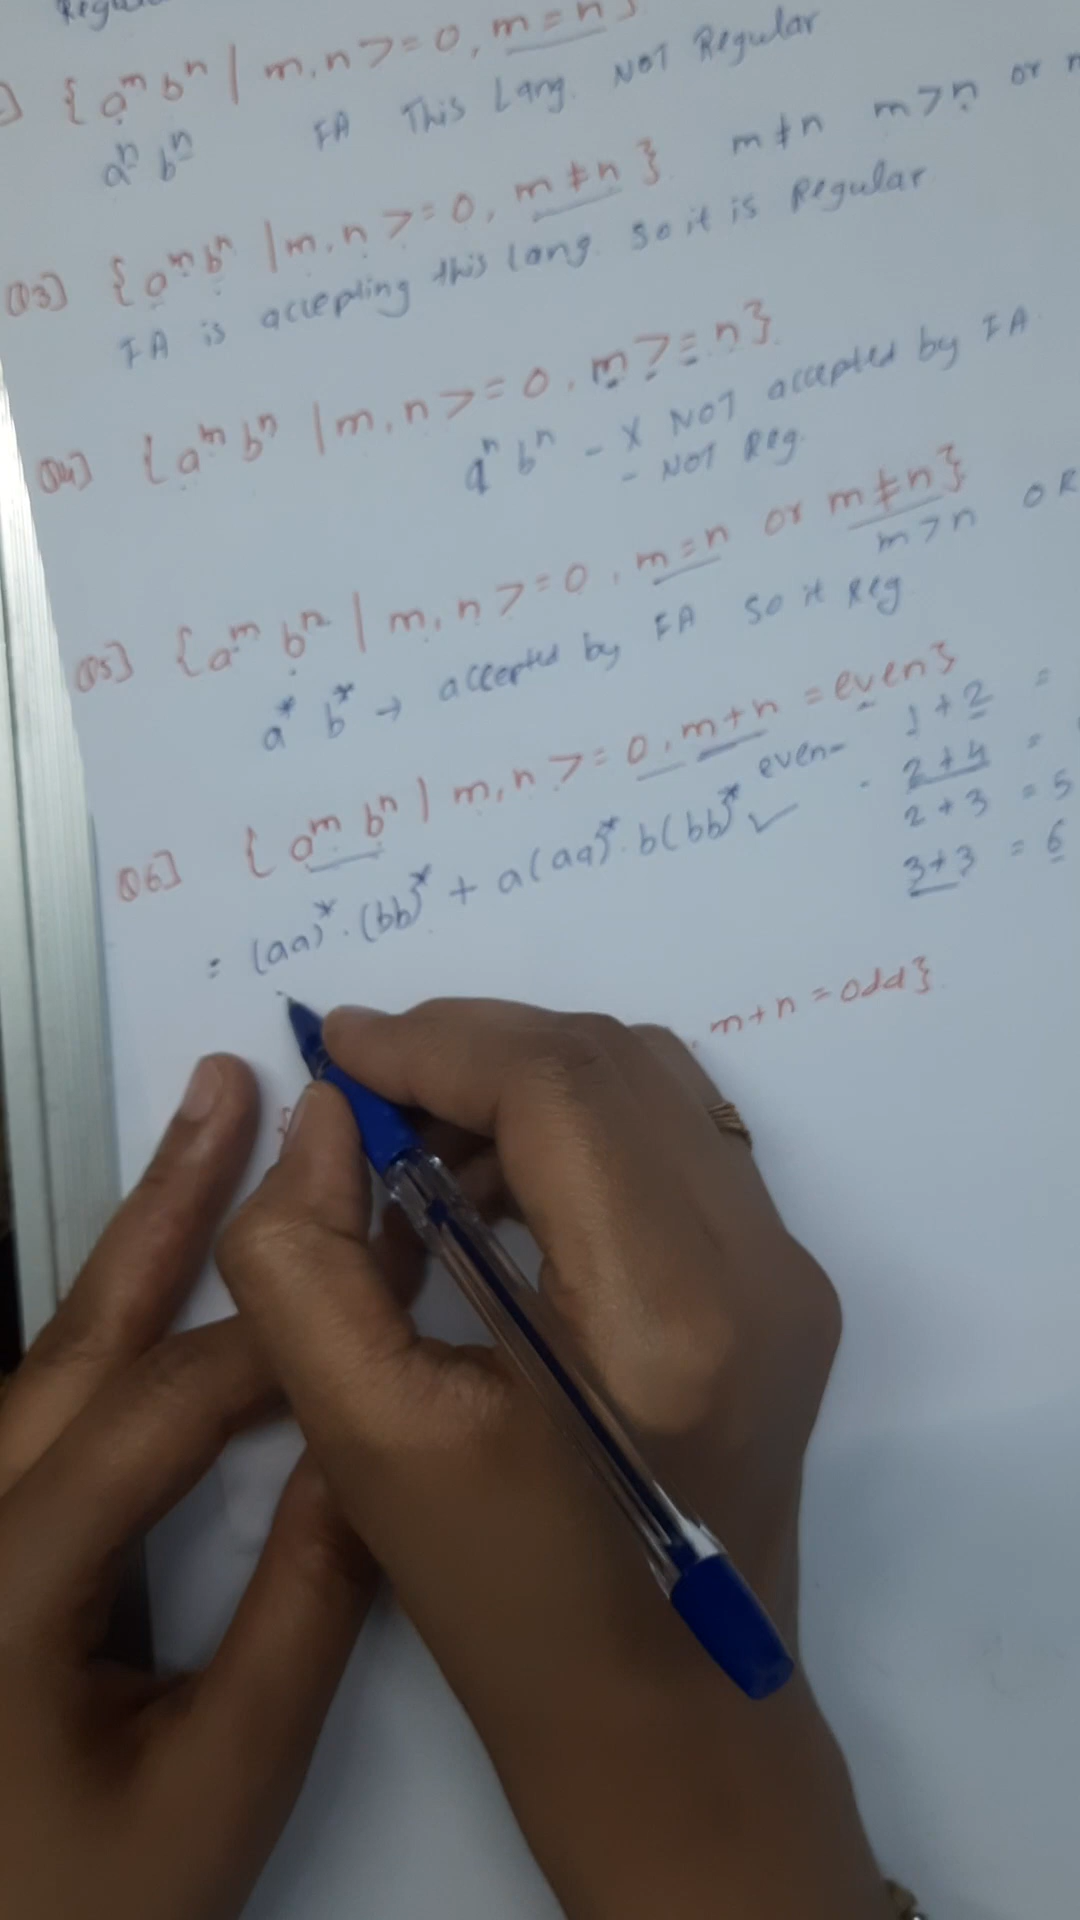 {a^m b^n | m, n >= 0, m = n}
a^n b^n FA This Lang. NOT Regular
Q3] {a^m b^n | m, n >= 0, m ≠ n} m ≠ n m > n or
FA is accepting this lang. so it is Regular
Q4] {a^m b^n | m, n >= 0, m >= n}
a^n b^n - X NOT accepted by FA
- NOT Reg.
Q5] {a^m b^n | m, n >= 0, m = n or m ≠ n}
m > n OR
a* b* → accepted by FA so it Reg
Q6] {a^m b^n | m, n >= 0, m + n = even}
even- 1 + 2 =
2 + 4 =
2 + 3 = 5
3 + 3 = 6
= (aa)*.(bb)* + a(aa)*.b(bb)* ✓
m + n = odd}